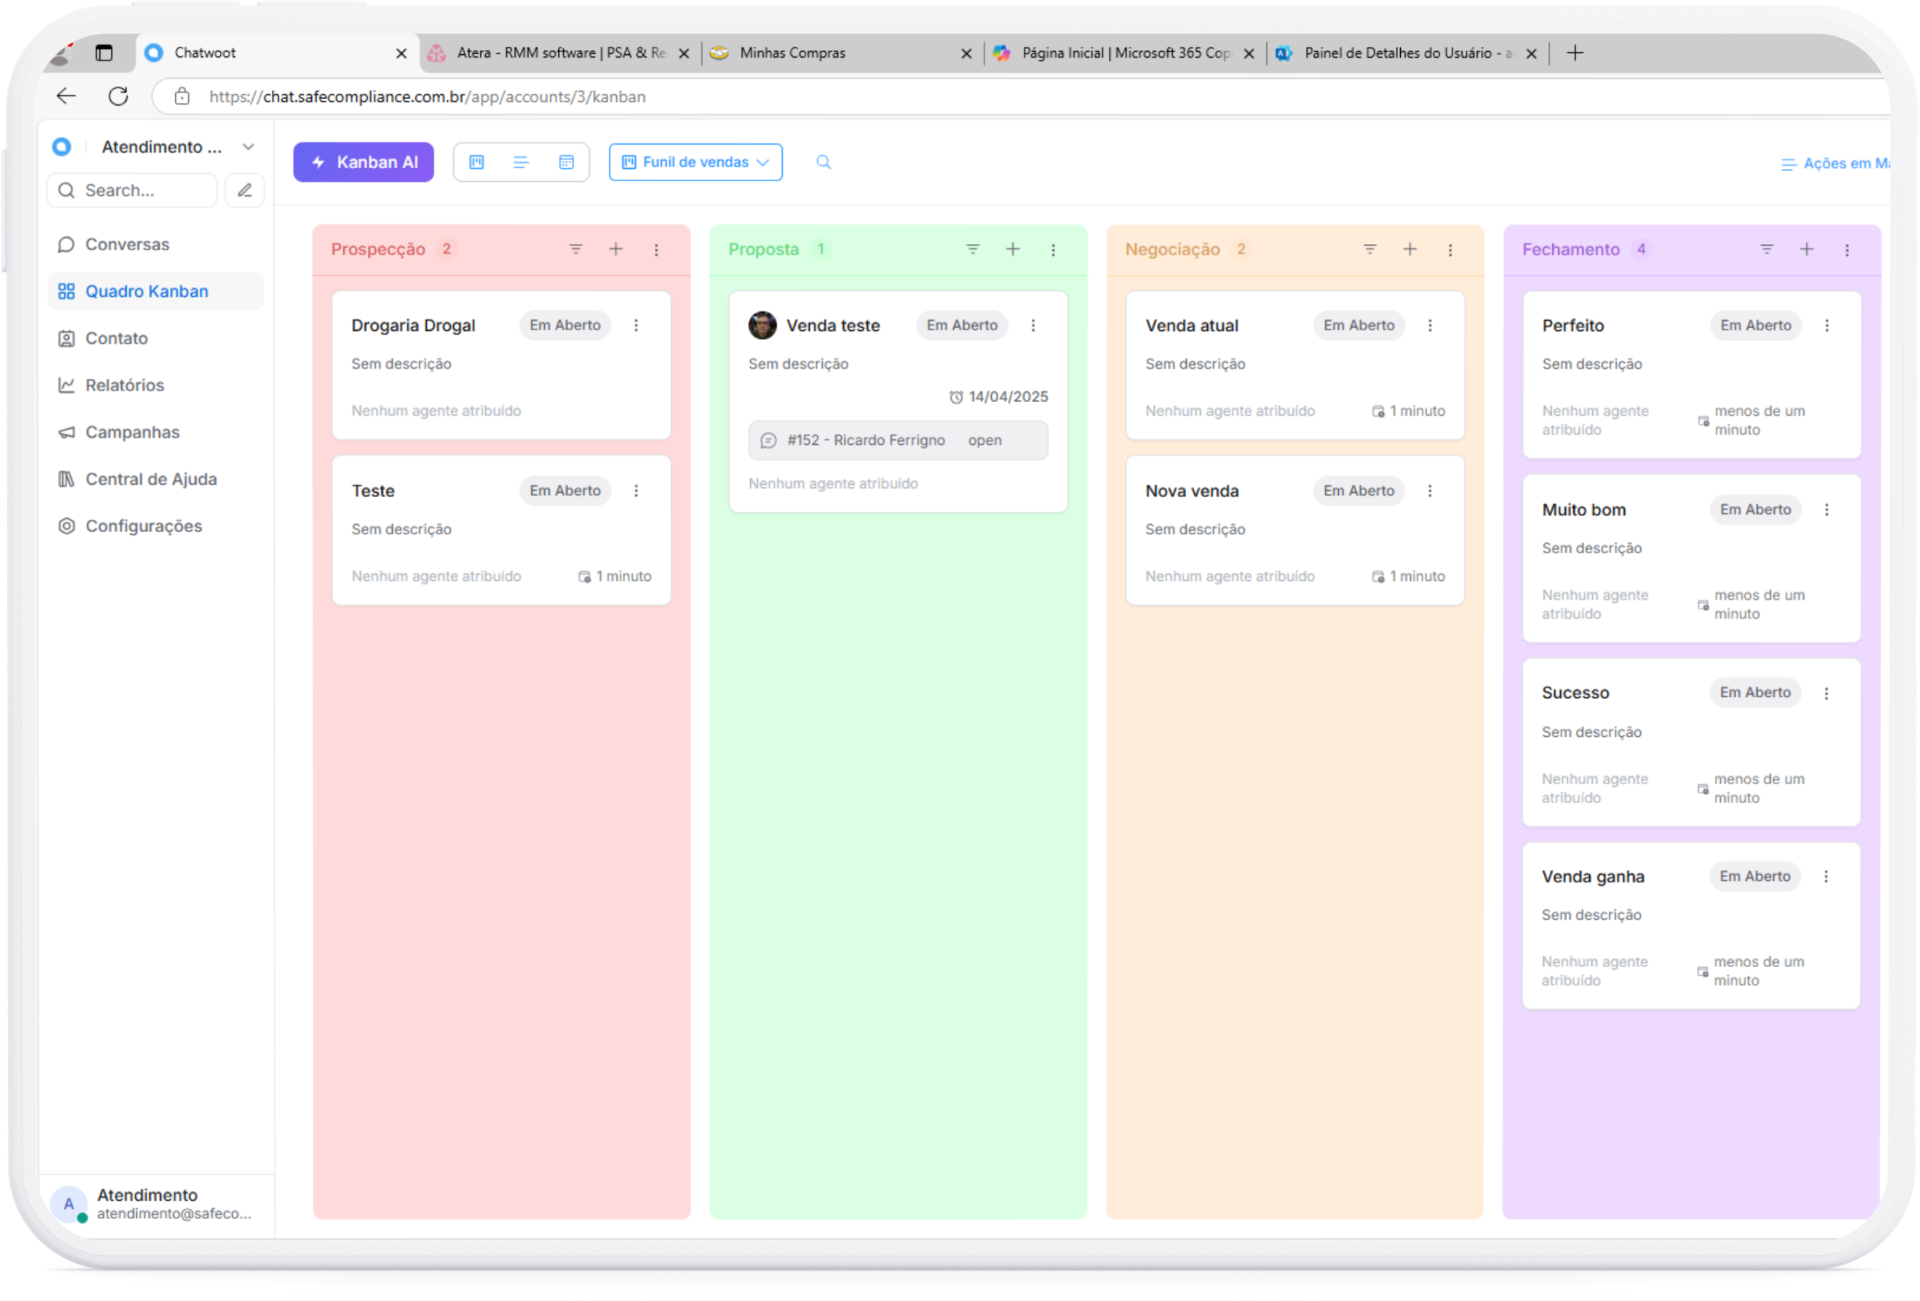 Chatwoot
Atera - RMM software | PSA & Re
Minhas Compras
Página Inicial | Microsoft 365 Cop
Painel de Detalhes do Usuário - a
https://chat.safecompliance.com.br/app/accounts/3/kanban
Atendimento ...
Search...
Conversas
Quadro Kanban
Contato
Relatórios
Campanhas
Central de Ajuda
Configurações
A
Atendimento
atendimento@safeco...
Kanban AI
Funil de vendas
Ações em Ma
Prospecção 2
Drogaria Drogal Em Aberto
Sem descrição
Nenhum agente atribuído
Teste Em Aberto
Sem descrição
Nenhum agente atribuído 1 minuto
Proposta 1
Venda teste Em Aberto
Sem descrição
14/04/2025
#152 - Ricardo Ferrigno open
Nenhum agente atribuído
Negociação 2
Venda atual Em Aberto
Sem descrição
Nenhum agente atribuído 1 minuto
Nova venda Em Aberto
Sem descrição
Nenhum agente atribuído 1 minuto
Fechamento 4
Perfeito Em Aberto
Sem descrição
Nenhum agente menos de um
atribuído minuto
Muito bom Em Aberto
Sem descrição
Nenhum agente menos de um
atribuído minuto
Sucesso Em Aberto
Sem descrição
Nenhum agente menos de um
atribuído minuto
Venda ganha Em Aberto
Sem descrição
Nenhum agente menos de um
atribuído minuto